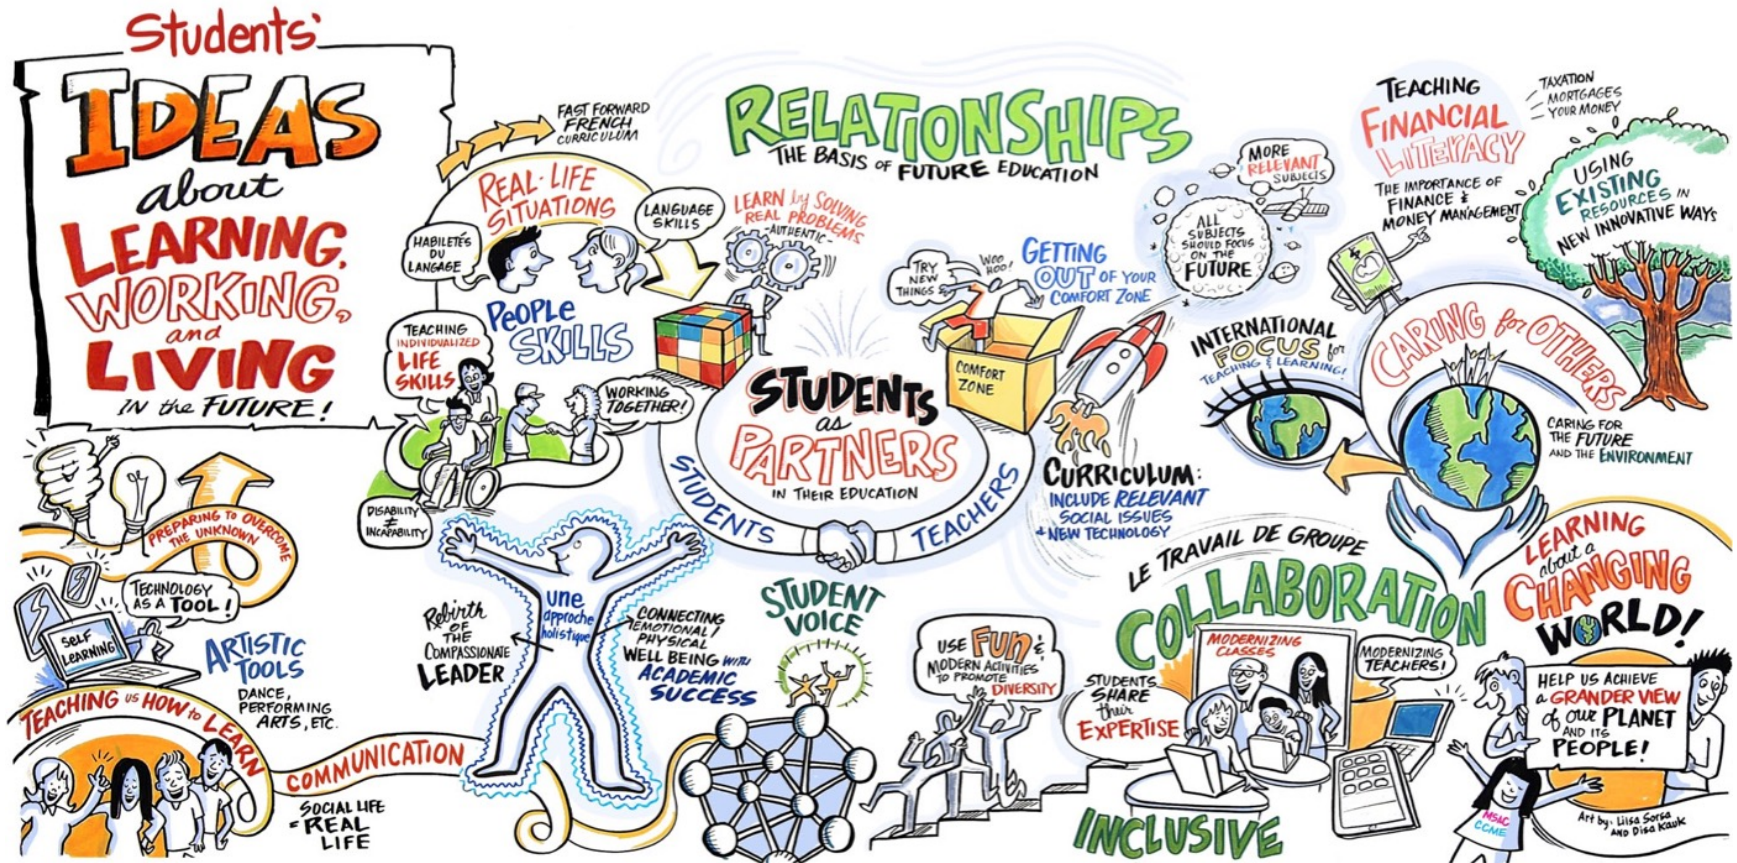 Students'
IDEAS
about
LEARNING,
WORKING,
and
LIVING
IN the FUTURE!
FAST FORWARD
FRENCH
CURRICULUM
REAL-LIFE
SITUATIONS
HABILETÉS
DU
LANGAGE
LANGUAGE
SKILLS
PEOPLE
SKILLS
TEACHING
INDIVIDUALIZED
LIFE
SKILLS
WORKING
TOGETHER!
DISABILITY
≠
INCAPABILITY
RELATIONSHIPS
THE BASIS OF FUTURE EDUCATION
LEARN by SOLVING
REAL PROBLEMS
-AUTHENTIC-
TRY
NEW
THINGS
WOO
HOO!
GETTING
OUT OF YOUR
COMFORT ZONE
COMFORT
ZONE
STUDENTS
as
PARTNERS
IN THEIR EDUCATION
STUDENTS
TEACHERS
MORE
RELEVANT
SUBJECTS
ALL
SUBJECTS
SHOULD FOCUS
ON THE
FUTURE
TEACHING
FINANCIAL
LITERACY
TAXATION
MORTGAGES
YOUR MONEY
THE IMPORTANCE OF
FINANCE &
MONEY MANAGEMENT
USING
EXISTING
RESOURCES IN
NEW INNOVATIVE WAYS
INTERNATIONAL
FOCUS for
TEACHING & LEARNING!
CARING for OTHERS
CARING FOR
THE FUTURE
AND THE ENVIRONMENT
CURRICULUM:
INCLUDE RELEVANT
SOCIAL ISSUES
+ NEW TECHNOLOGY
PREPARING TO OVERCOME
THE UNKNOWN
TECHNOLOGY
AS A TOOL!
SELF
LEARNING
ARTISTIC
TOOLS
DANCE,
PERFORMING
ARTS, ETC.
TEACHING US HOW to LEARN
COMMUNICATION
SOCIAL LIFE
= REAL
LIFE
Rebirth
OF
THE
COMPASSIONATE
LEADER
une
approche
holistique
CONNECTING
EMOTIONAL/
PHYSICAL
WELL BEING WITH
ACADEMIC
SUCCESS
STUDENT
VOICE
USE FUN &
MODERN ACTIVITIES
TO PROMOTE
DIVERSITY
LE TRAVAIL DE GROUPE
COLLABORATION
MODERNIZING
CLASSES
MODERNIZING
TEACHERS!
STUDENTS
SHARE
their
EXPERTISE
INCLUSIVE
LEARNING
about a
CHANGING
WORLD!
HELP US ACHIEVE
a GRANDER VIEW
of our PLANET
AND ITS
PEOPLE!
MSLC
CCME
Art by: Liisa Sorsa
AND Disa Kauk